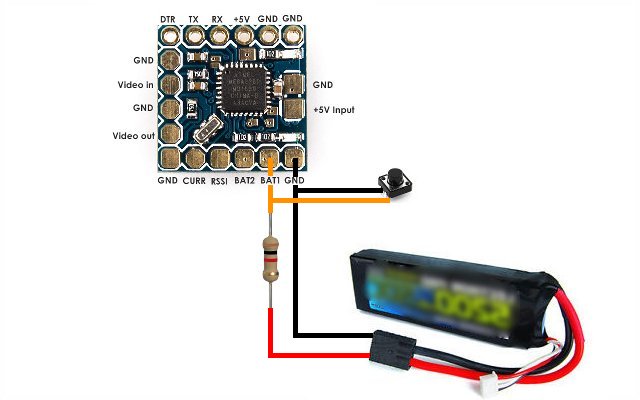 DTR TX RX +5V GND GND
GND
Video in
GND
Video out
GND
+5V Input
GND CURR RSSI BAT2 BAT1 GND